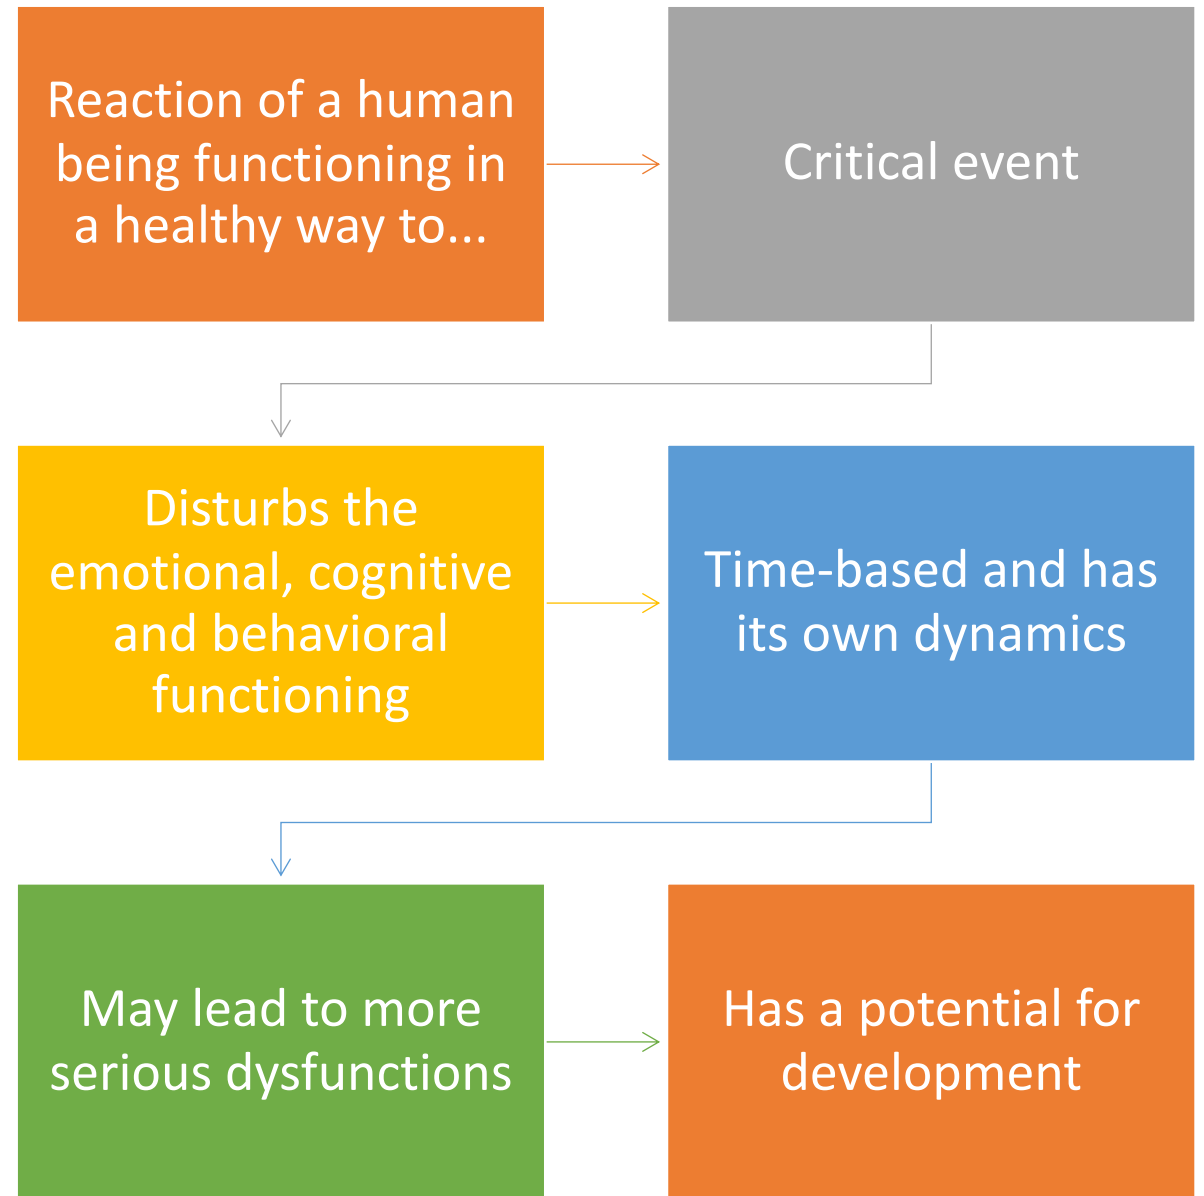 Reaction of a human
being functioning in
a healthy way to...
Critical event
Disturbs the
emotional, cognitive
and behavioral
functioning
Time-based and has
its own dynamics
May lead to more
serious dysfunctions
Has a potential for
development